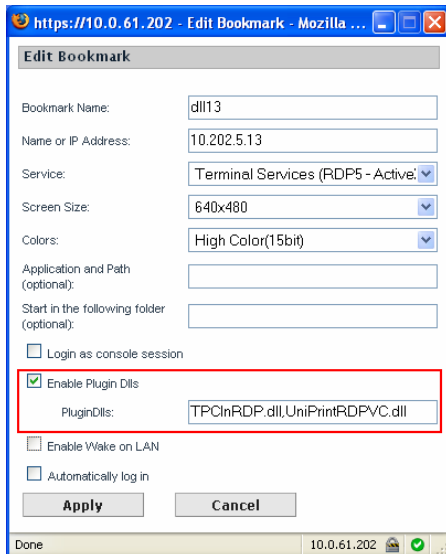 https://10.0.61.202 - Edit Bookmark - Mozilla ...
Edit Bookmark
Bookmark Name: dll13
Name or IP Address: 10.202.5.13
Service: Terminal Services (RDP5 - Active)
Screen Size: 640x480
Colors: High Color(15bit)
Application and Path
(optional):
Start in the following folder
(optional):
Login as console session
Enable Plugin Dlls
PluginDlls: TPClnRDP.dll,UniPrintRDPVC.dll
Enable Wake on LAN
Automatically log in
Apply Cancel
Done 10.0.61.202